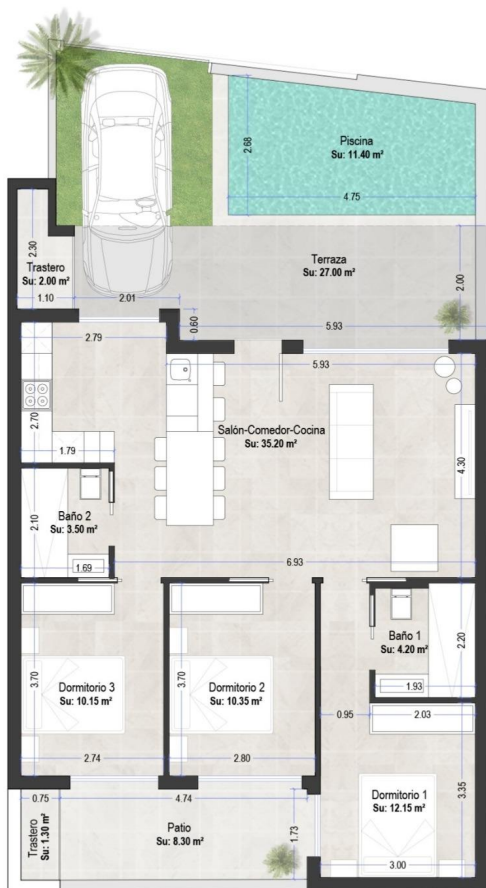 Piscina
Su: 11.40 m²
2.68
4.75
2.30
Trastero
Su: 2.00 m²
1.10
2.01
Terraza
Su: 27.00 m²
2.00
0.60
5.93
2.79
5.93
2.70
Salón-Comedor-Cocina
Su: 35.20 m²
4.30
1.79
2.10
Baño 2
Su: 3.50 m²
1.69
6.93
Baño 1
Su: 4.20 m²
2.20
1.93
3.70
Dormitorio 3
Su: 10.15 m²
3.70
Dormitorio 2
Su: 10.35 m²
0.95
2.03
2.74
2.80
3.35
Dormitorio 1
Su: 12.15 m²
0.75
4.74
Trastero
Su: 1.30 m²
Patio
Su: 8.30 m²
1.73
3.00